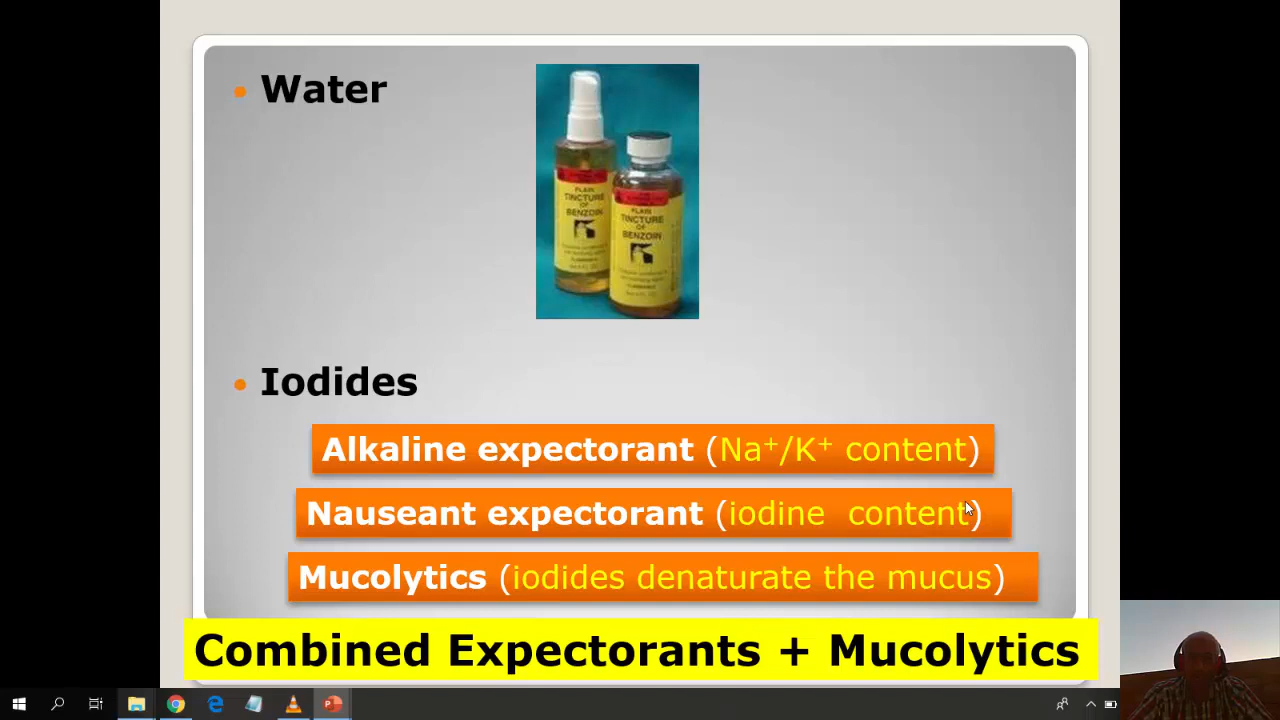 Water
PLAIN
TINCTURE
OF
BENZOIN
PLAIN
TINCTURE
OF
BENZOIN
Iodides
Alkaline expectorant (Na⁺/K⁺ content)
Nauseant expectorant (iodine content)
Mucolytics (iodides denaturate the mucus)
Combined Expectorants + Mucolytics